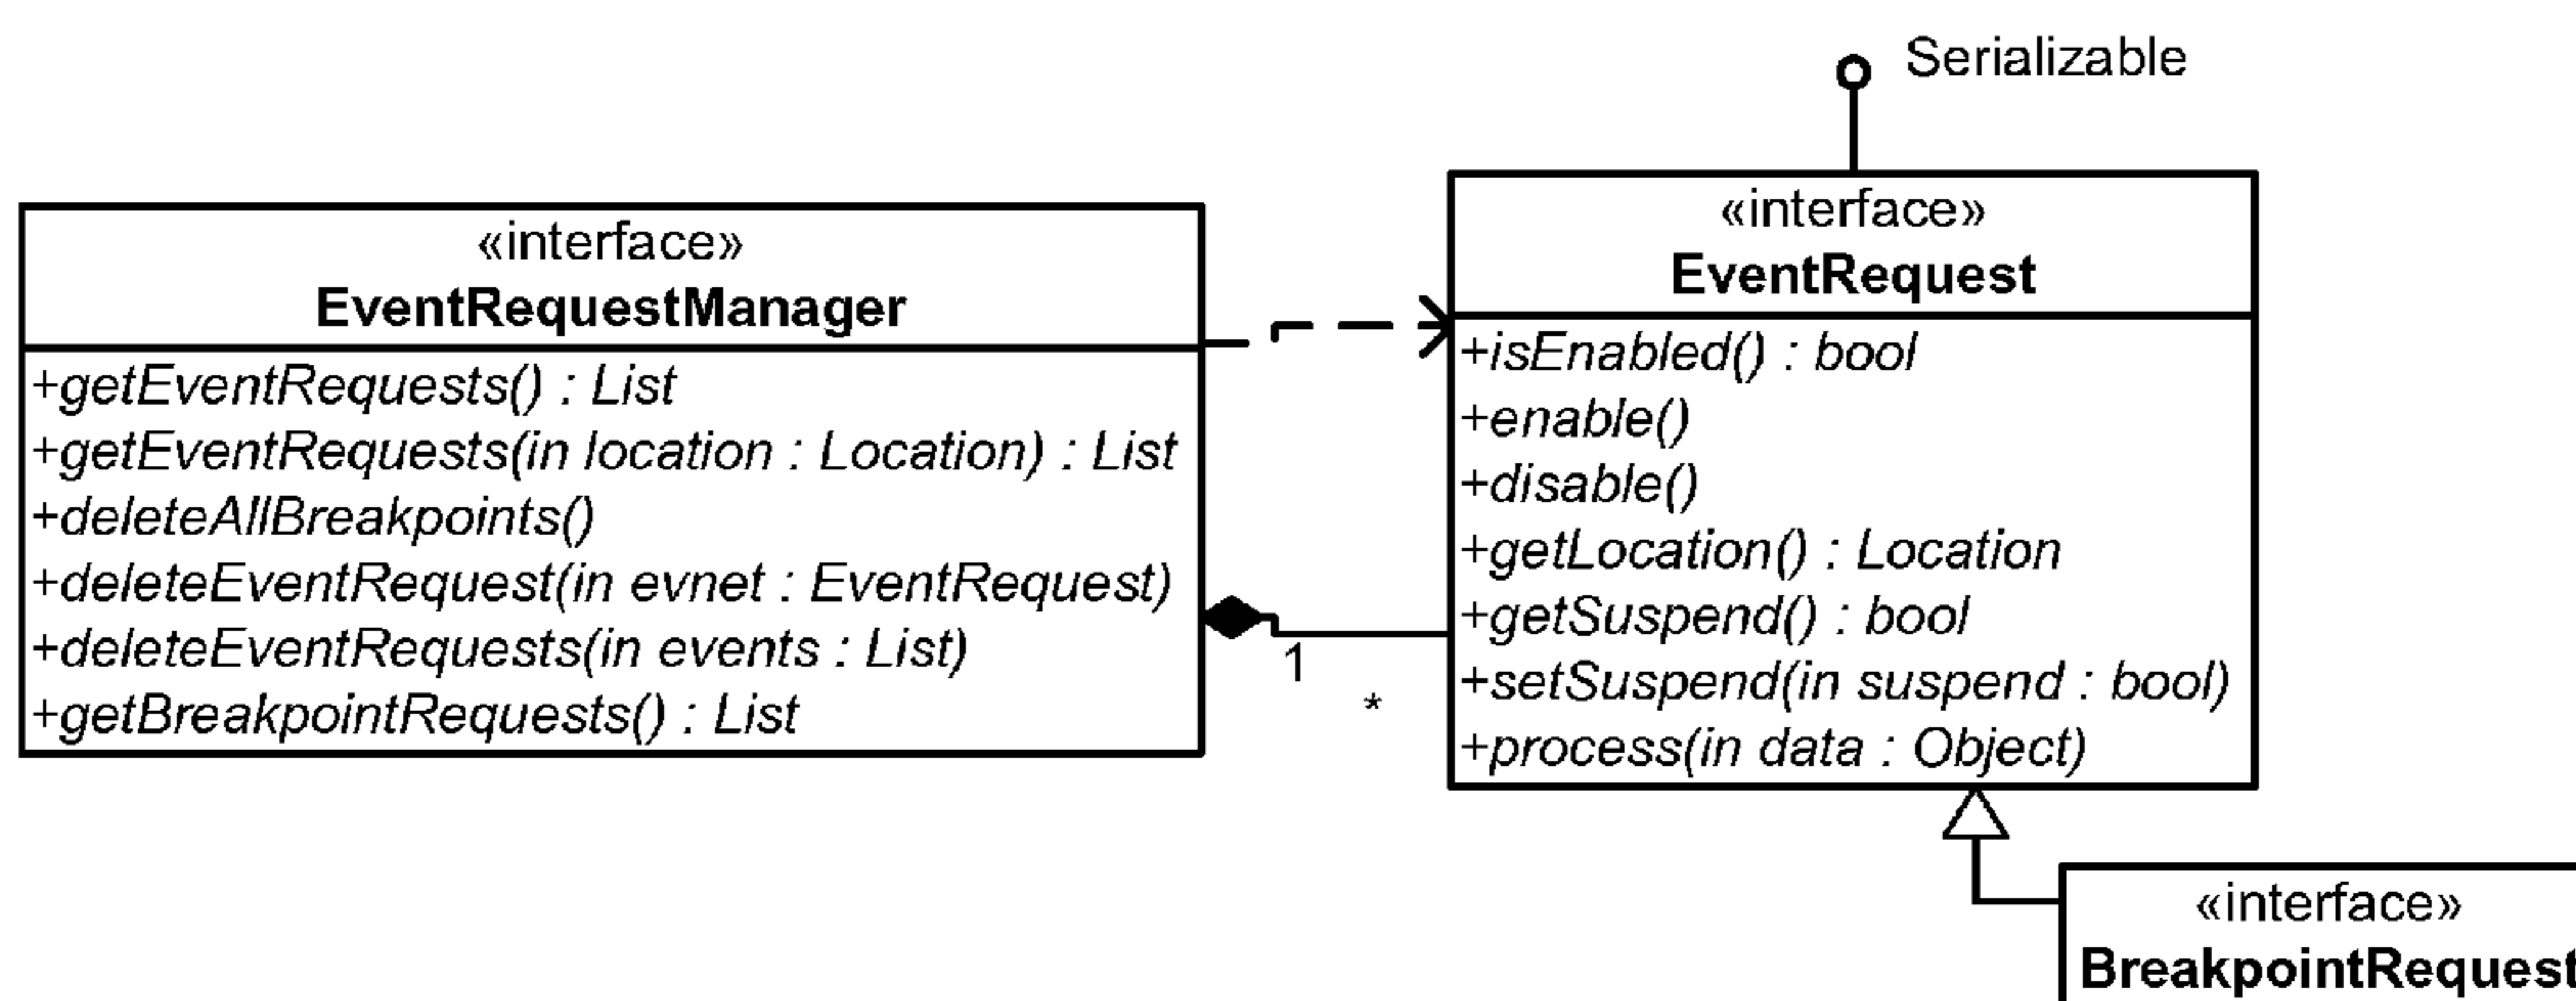 Serializable
«interface»
EventRequestManager
+getEventRequests() : List
+getEventRequests(in location : Location) : List
+deleteAllBreakpoints()
+deleteEventRequest(in evnet : EventRequest)
+deleteEventRequests(in events : List)
+getBreakpointRequests() : List
1
*
«interface»
EventRequest
+isEnabled() : bool
+enable()
+disable()
+getLocation() : Location
+getSuspend() : bool
+setSuspend(in suspend : bool)
+process(in data : Object)
«interface»
BreakpointRequest